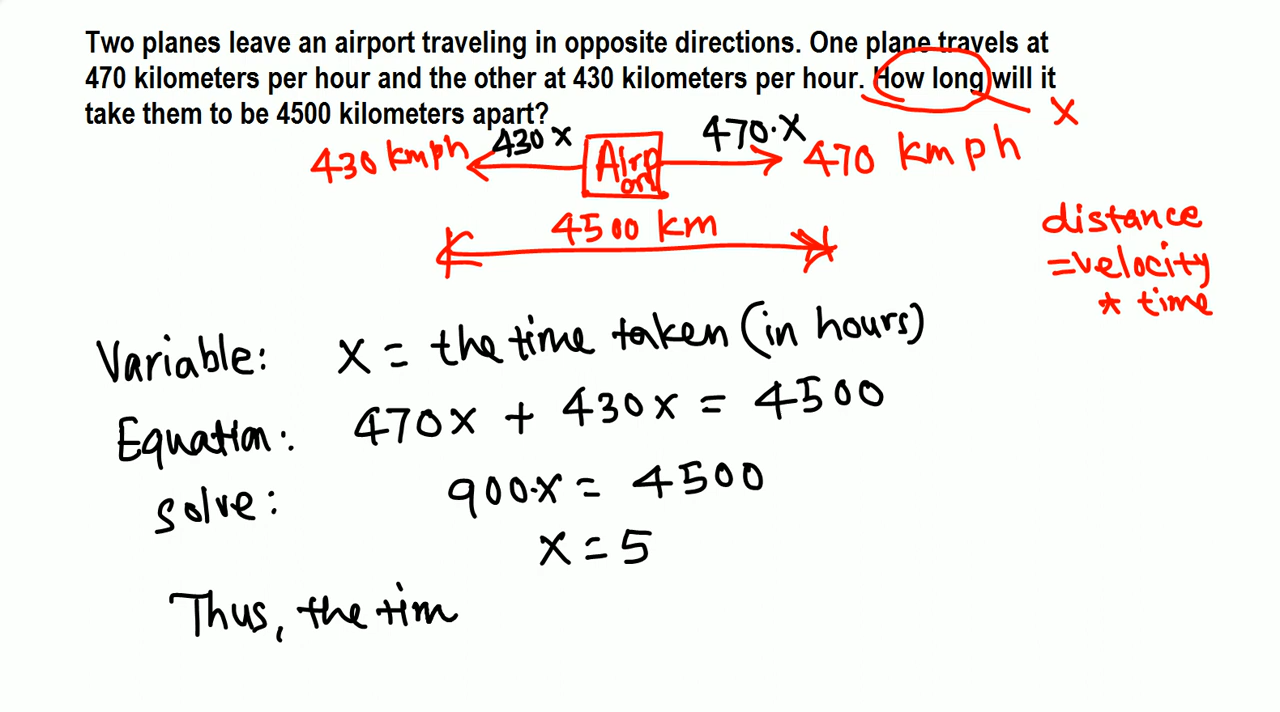 Two planes leave an airport traveling in opposite directions. One plane travels at
470 kilometers per hour and the other at 430 kilometers per hour. How long will it
take them to be 4500 kilometers apart?
x
430 kmph
430 x
Airp
ort
470·x
470 kmph
4500 km
distance
=velocity
* time
Variable: x = the time taken (in hours)
Equation: 470x + 430x = 4500
Solve: 900·x = 4500
x = 5
Thus, the tim